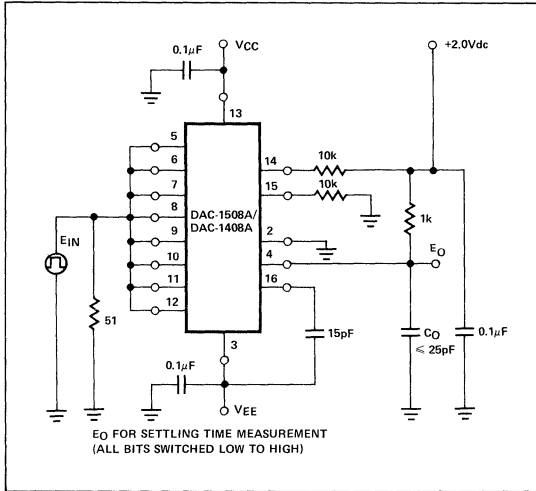 0.1µF
VCC
+2.0Vdc
13
5
6
7
8
9
10
11
12
14
15
2
4
16
10k
10k
DAC-1508A/
DAC-1408A
1k
EIN
EO
51
15pF
CO
≤ 25pF
0.1µF
3
0.1µF
VEE
EO FOR SETTLING TIME MEASUREMENT
(ALL BITS SWITCHED LOW TO HIGH)